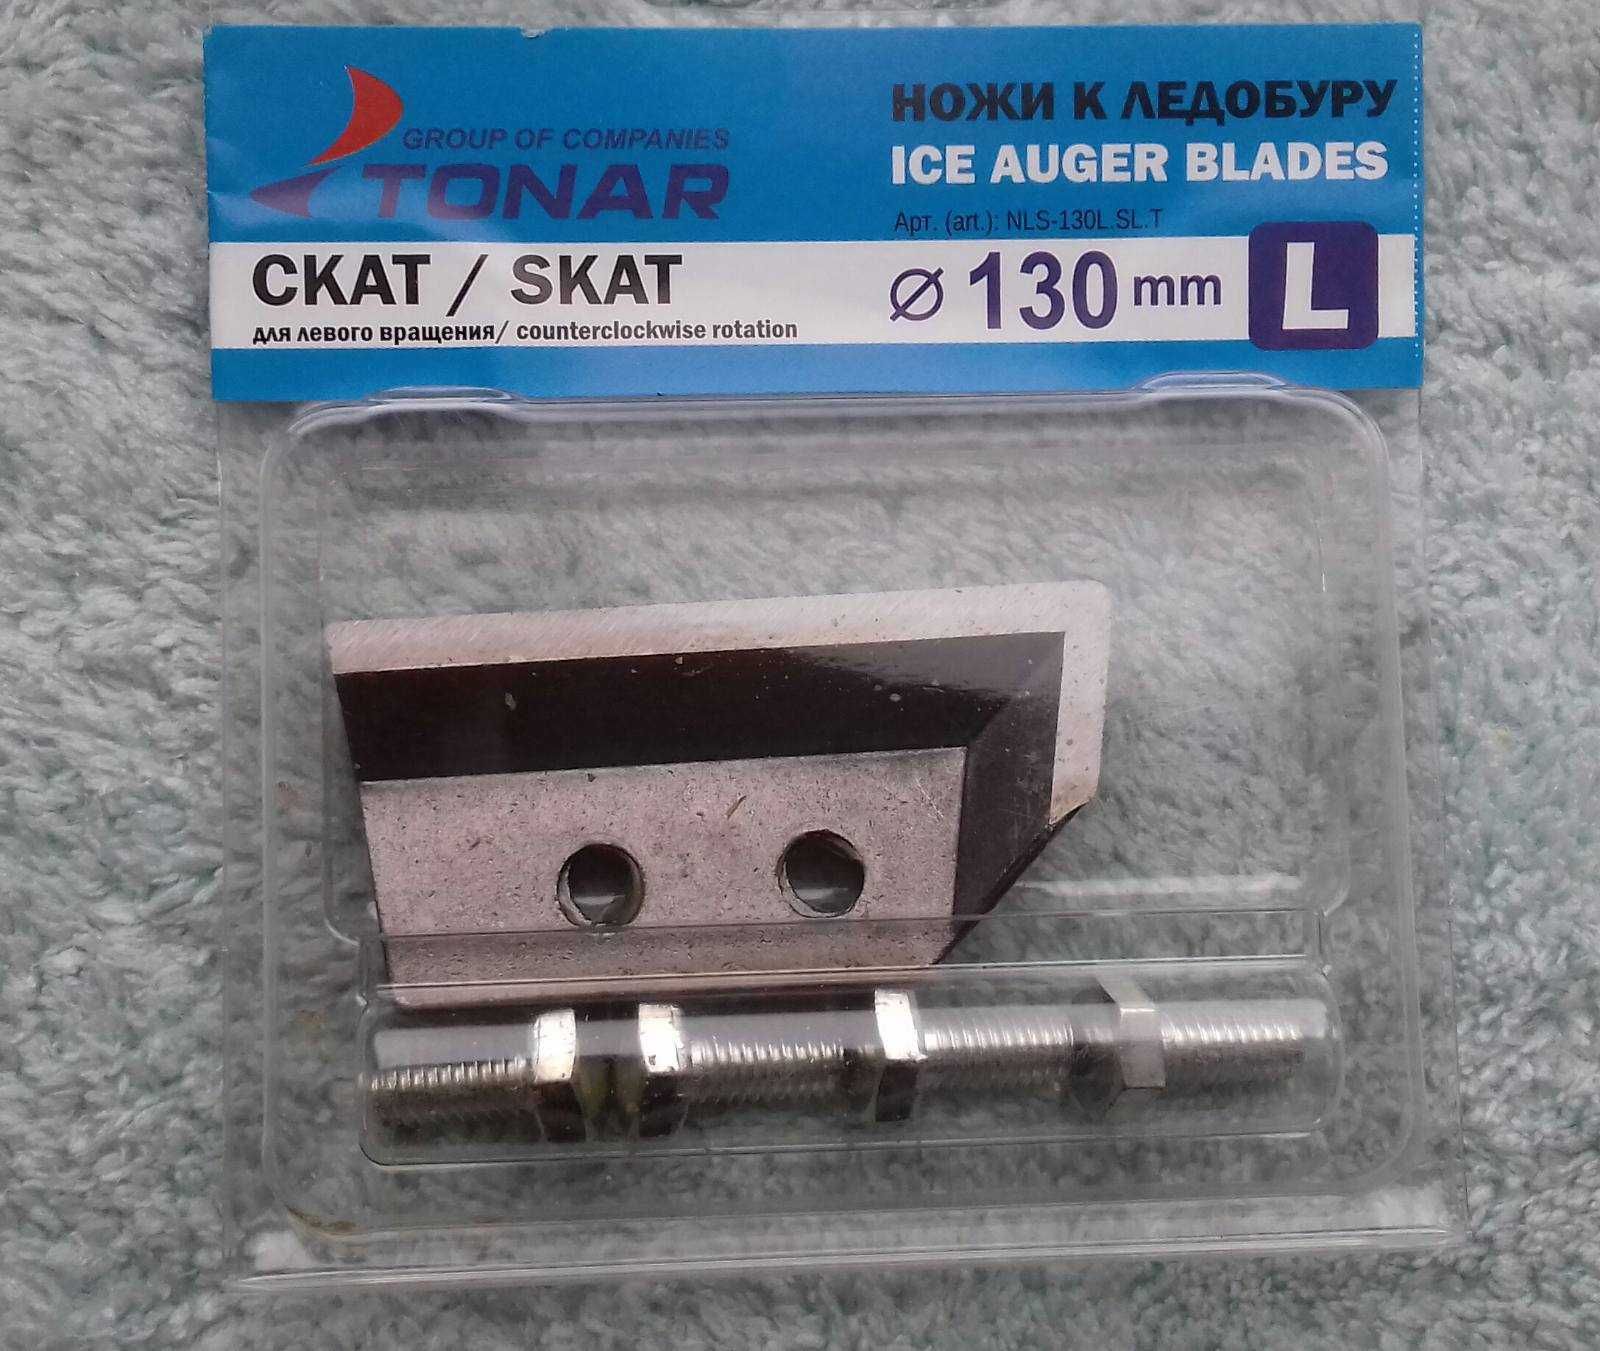 GROUP OF COMPANIES
TONAR
НОЖИ К ЛЕДОБУРУ
ICE AUGER BLADES
Арт. (art.): NLS-130L.SL.T
СКАТ / SKAT
для левого вращения/ counterclockwise rotation
⌀ 130 mm
L